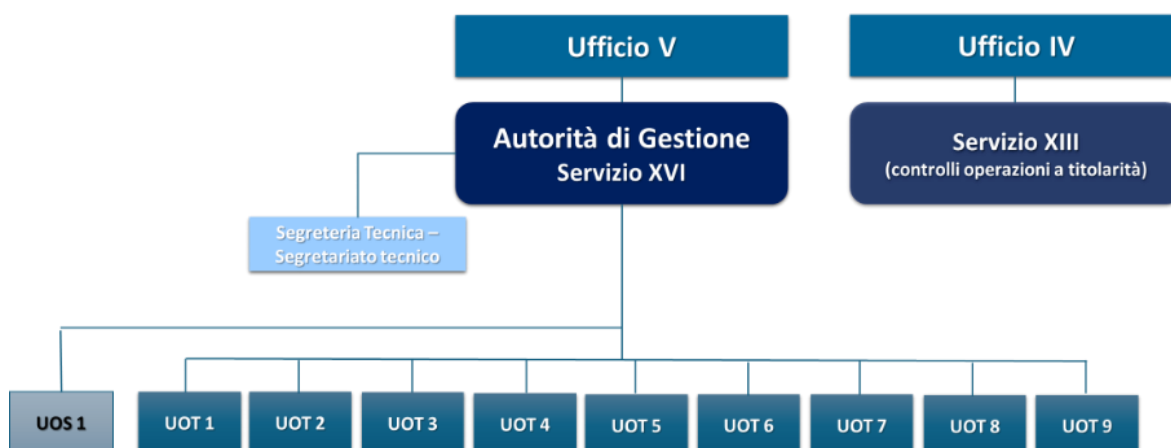 Ufficio V
Ufficio IV
Autorità di Gestione
Servizio XVI
Servizio XIII
(controlli operazioni a titolarità)
Segreteria Tecnica –
Segretariato tecnico
UOS 1
UOT 1
UOT 2
UOT 3
UOT 4
UOT 5
UOT 6
UOT 7
UOT 8
UOT 9